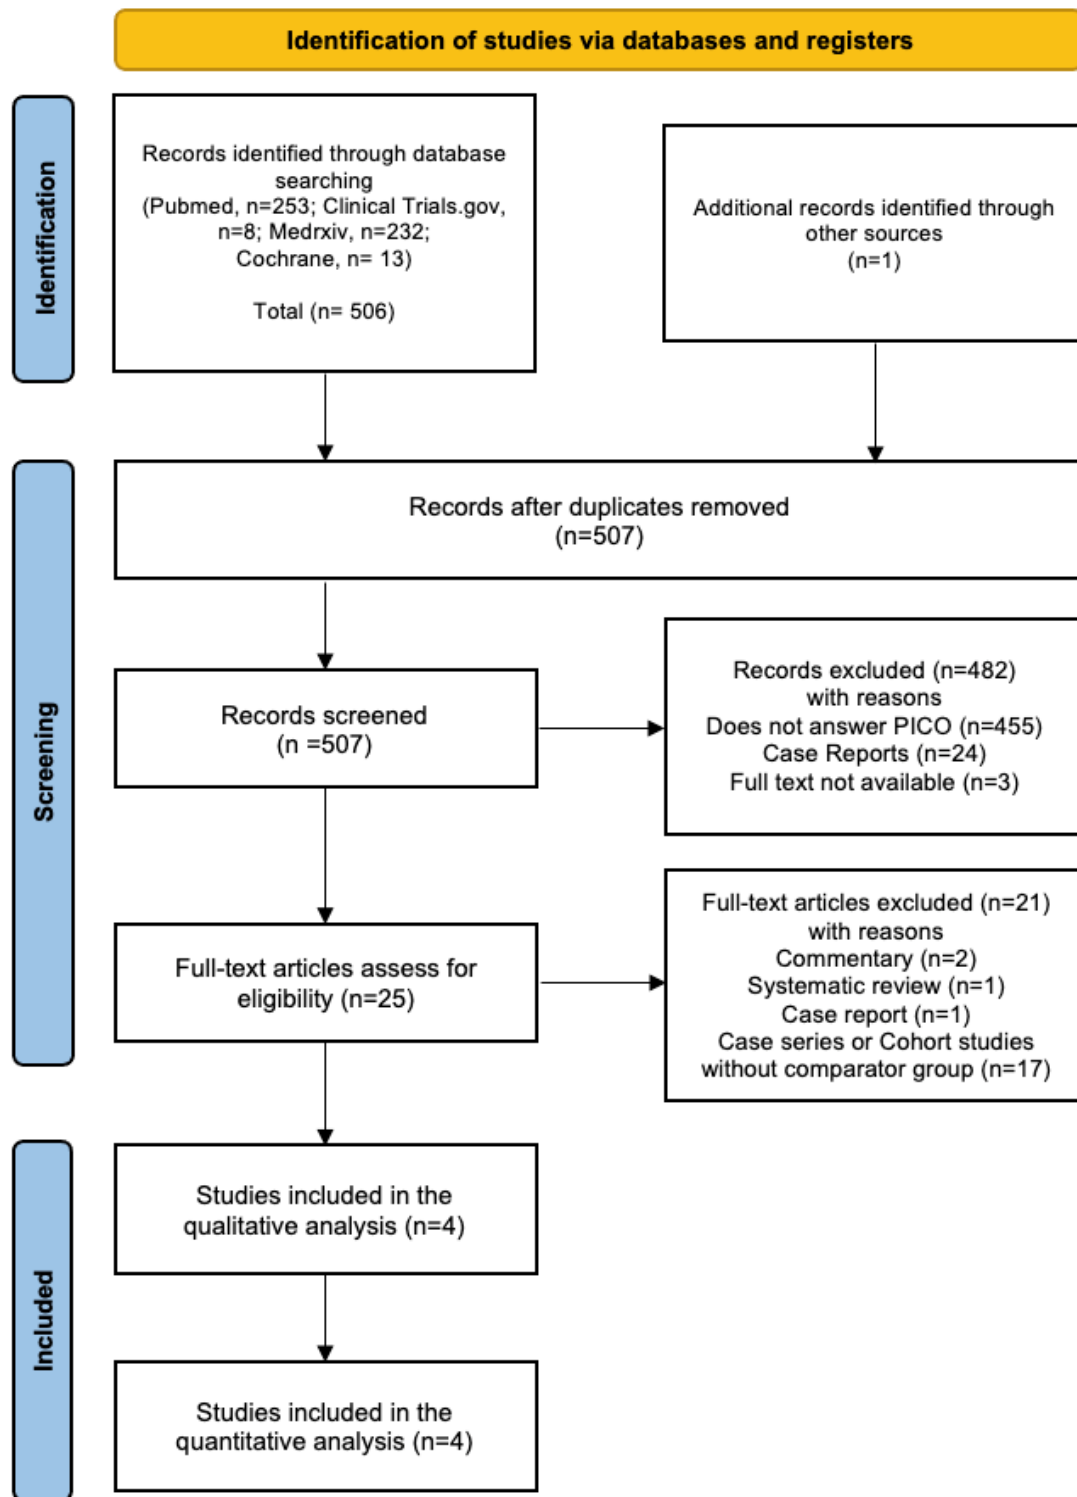 Identification of studies via databases and registers
Identification
Records identified through database
searching
(Pubmed, n=253; Clinical Trials.gov,
n=8; Medrxiv, n=232;
Cochrane, n= 13)
Total (n= 506)
Additional records identified through
other sources
(n=1)
Screening
Records after duplicates removed
(n=507)
Records screened
(n =507)
Records excluded (n=482)
with reasons
Does not answer PICO (n=455)
Case Reports (n=24)
Full text not available (n=3)
Full-text articles assess for
eligibility (n=25)
Full-text articles excluded (n=21)
with reasons
Commentary (n=2)
Systematic review (n=1)
Case report (n=1)
Case series or Cohort studies
without comparator group (n=17)
Included
Studies included in the
qualitative analysis (n=4)
Studies included in the
quantitative analysis (n=4)